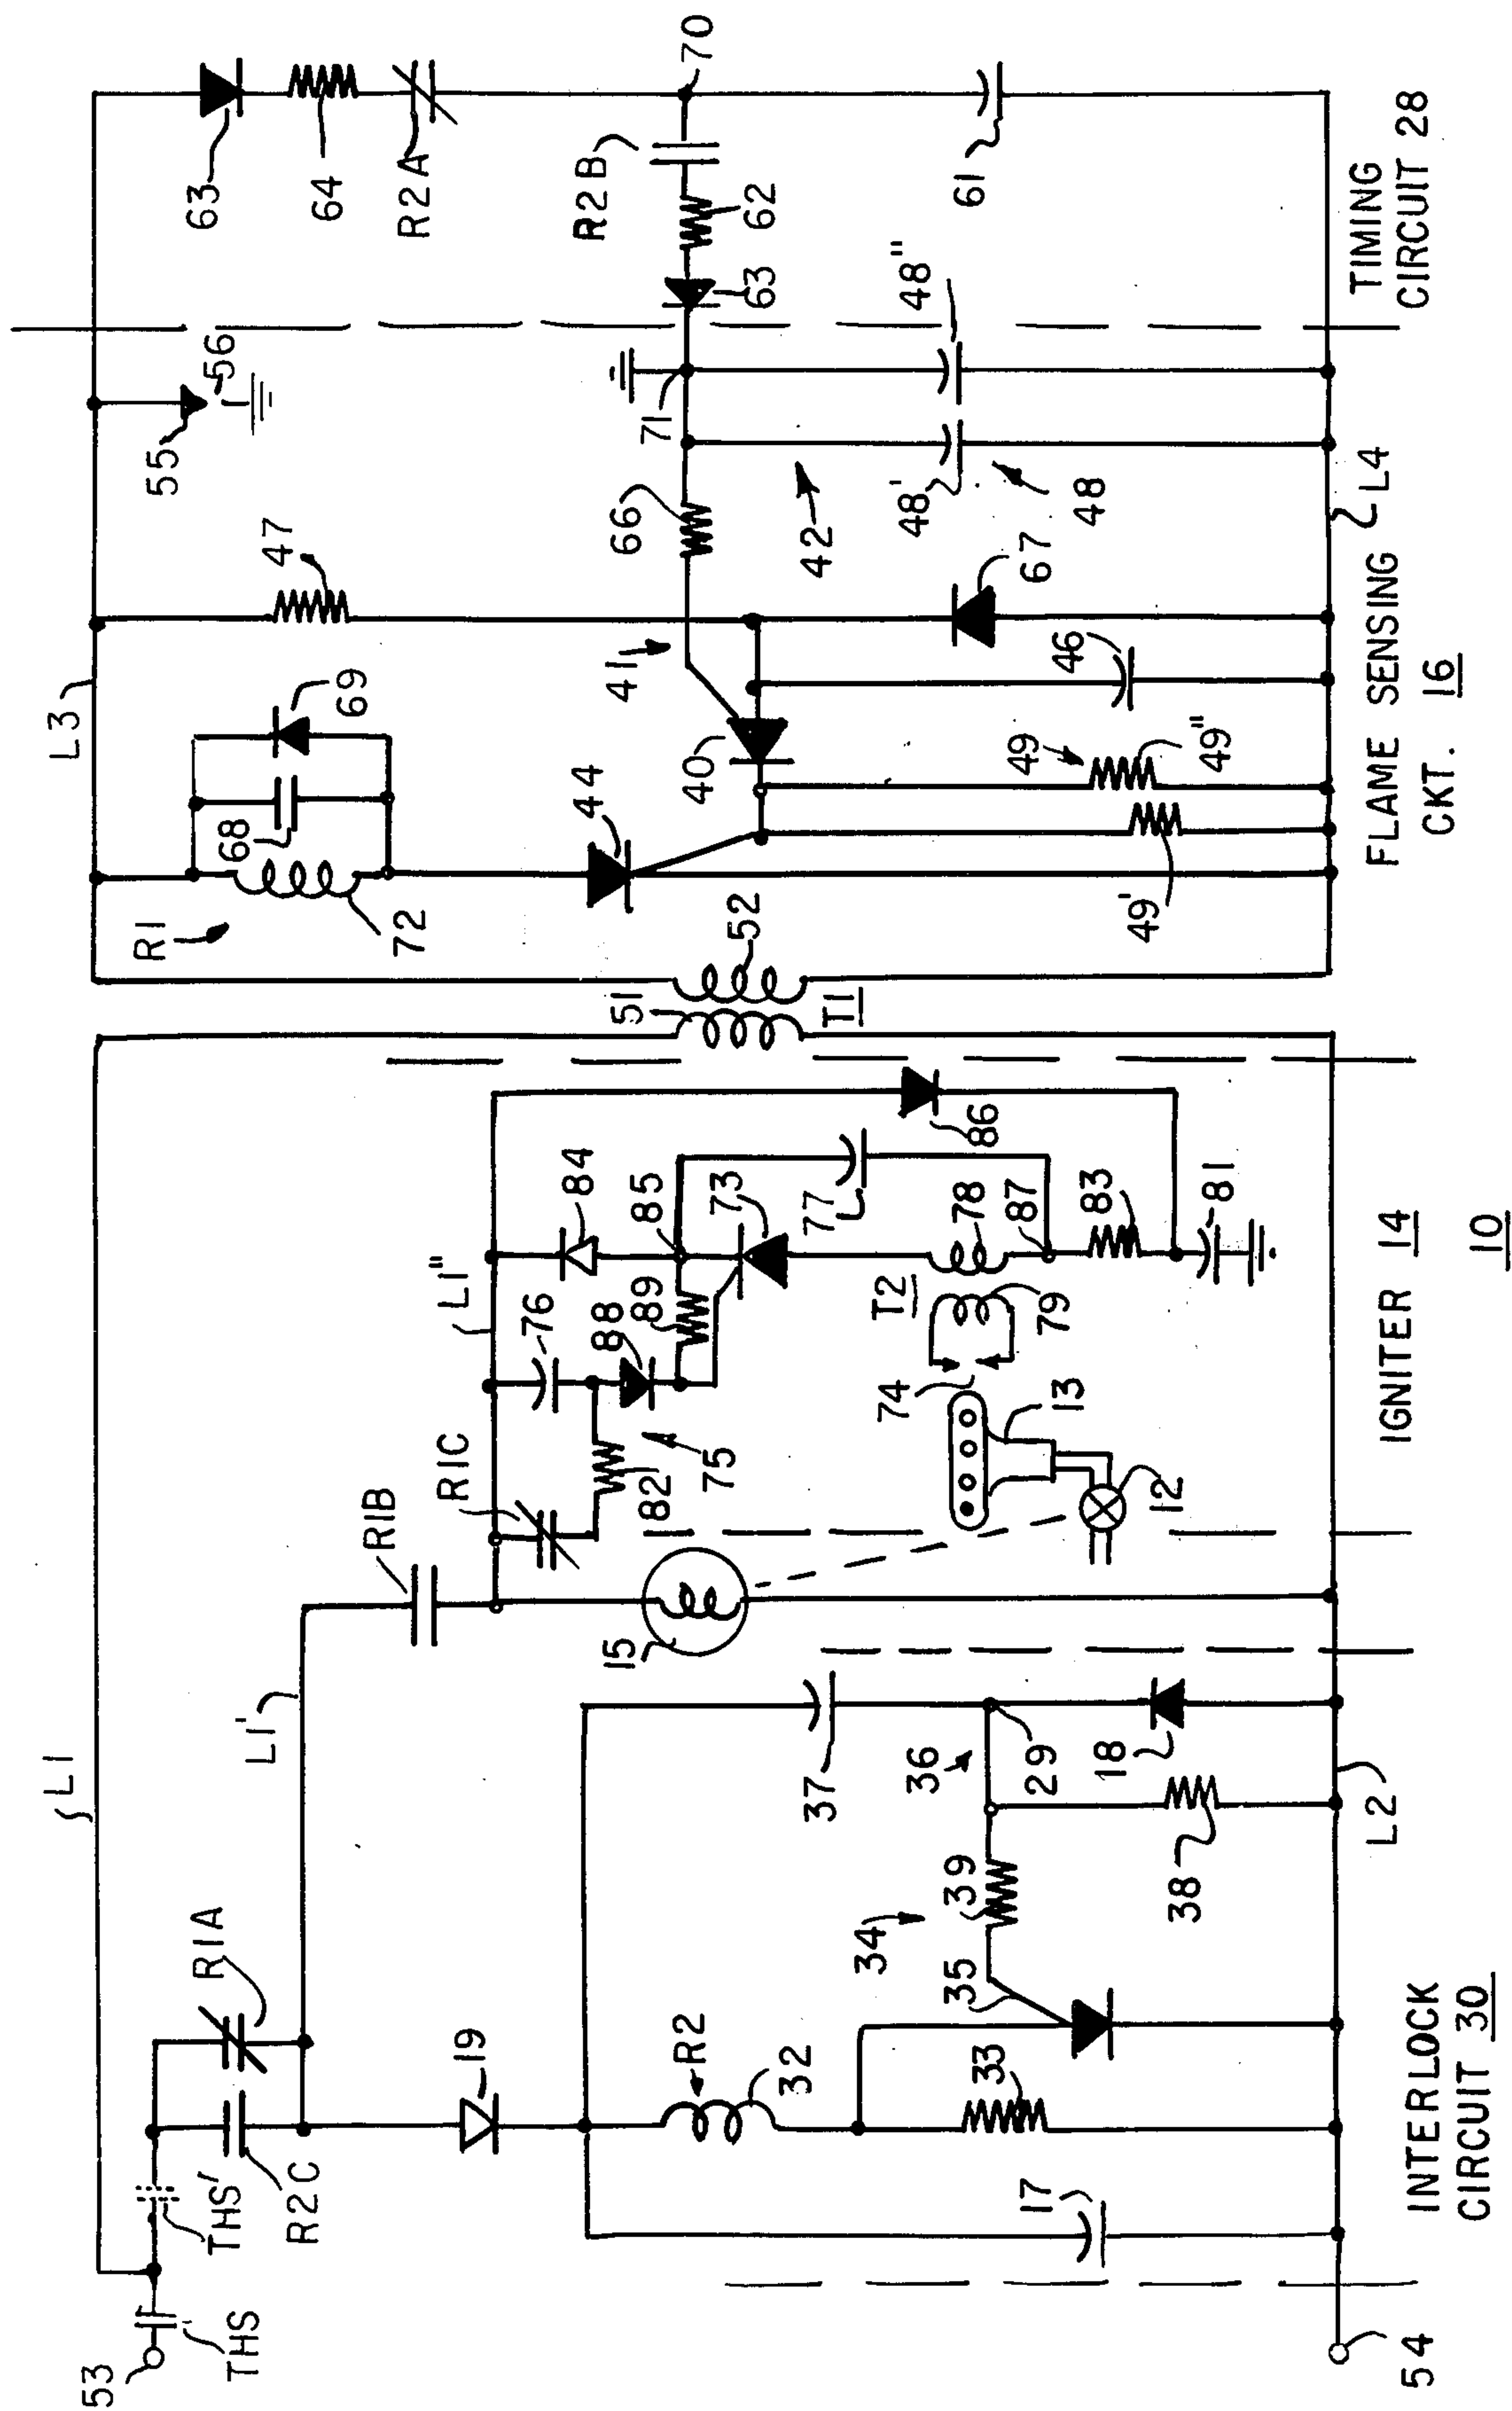 53
THS
THS'
R2C
R1A
L1
L1'
19
R2
32
33
17
34
35
39
36
37
29
38
18
L2
54
INTERLOCK
CIRCUIT 30
15
R1B
R1C
L1"
76
84
82
75
88
89
85
73
77
86
74
T2
78
79
87
83
81
13
12
IGNITER 14
10
51
52
T1
R1
72
68
69
L3
44
40
41
47
49
49'
49"
46
67
66
42
48'
48
48"
71
55
56
L4
FLAME SENSING
CKT. 16
63
64
R2A
R2B
62
63
70
61
TIMING
CIRCUIT 28